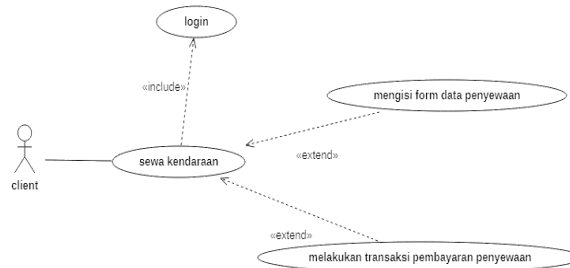 login
«include»
mengisi form data penyewaan
«extend»
sewa kendaraan
client
«extend»
melakukan transaksi pembayaran penyewaan